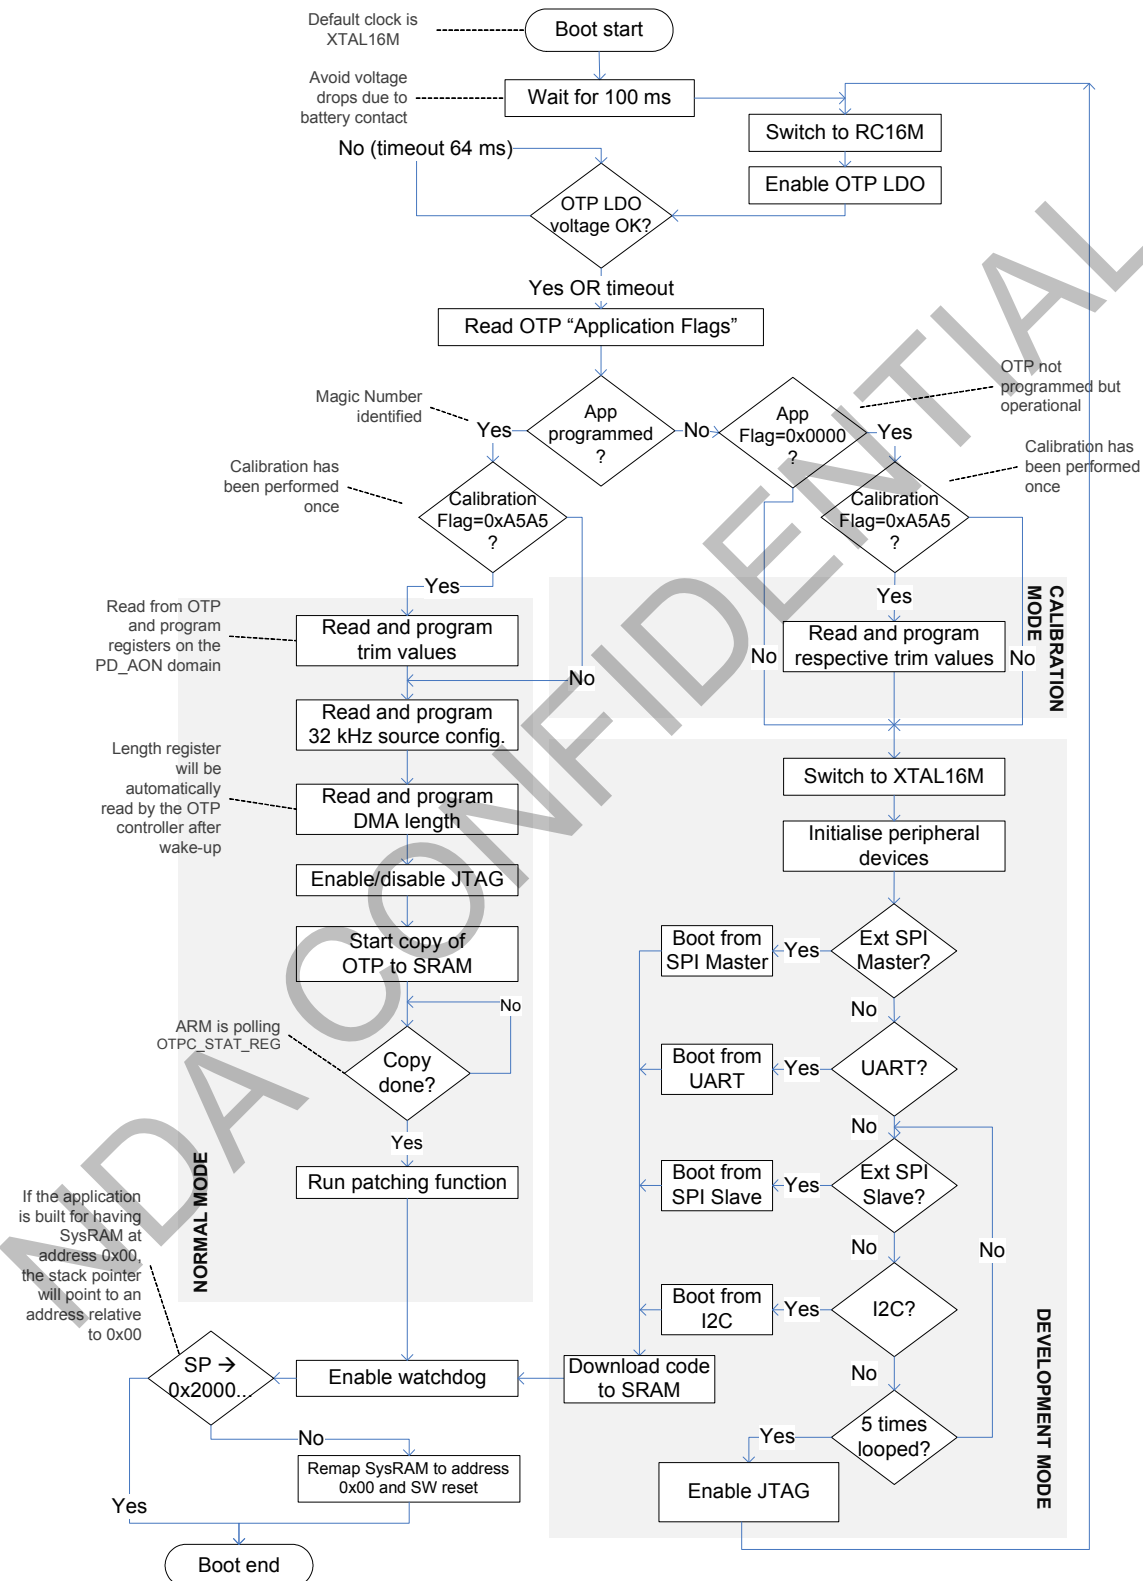 Default clock is
XTAL16M
Boot start
Avoid voltage
drops due to
battery contact
Wait for 100 ms
Switch to RC16M
No (timeout 64 ms)
Enable OTP LDO
OTP LDO
voltage OK?
Yes OR timeout
Read OTP “Application Flags”
Magic Number
identified
App
programmed
?
Yes
No
App
Flag=0x0000
?
Yes
OTP not
programmed but
operational
Calibration has
been performed
once
Calibration
Flag=0xA5A5
?
Calibration
Flag=0xA5A5
?
Calibration has
been performed
once
Yes
No
Yes
No
No
CALIBRATION
MODE
Read from OTP
and program
registers on the
PD_AON domain
Read and program
trim values
Read and program
respective trim values
Read and program
32 kHz source config.
Length register
will be
automatically
read by the OTP
controller after
wake-up
Read and program
DMA length
Enable/disable JTAG
Start copy of
OTP to SRAM
No
ARM is polling
OTPC_STAT_REG
Copy
done?
Yes
Run patching function
NORMAL MODE
Switch to XTAL16M
Initialise peripheral
devices
Ext SPI
Master?
Yes
Boot from
SPI Master
No
UART?
Yes
Boot from
UART
No
Ext SPI
Slave?
Yes
Boot from
SPI Slave
No
No
I2C?
Yes
Boot from
I2C
No
5 times
looped?
Yes
Enable JTAG
DEVELOPMENT MODE
Download code
to SRAM
Enable watchdog
If the application
is built for having
SysRAM at
address 0x00,
the stack pointer
will point to an
address relative
to 0x00
SP →
0x2000...
No
Remap SysRAM to address
0x00 and SW reset
Yes
Boot end
NDA CONFIDENTIAL